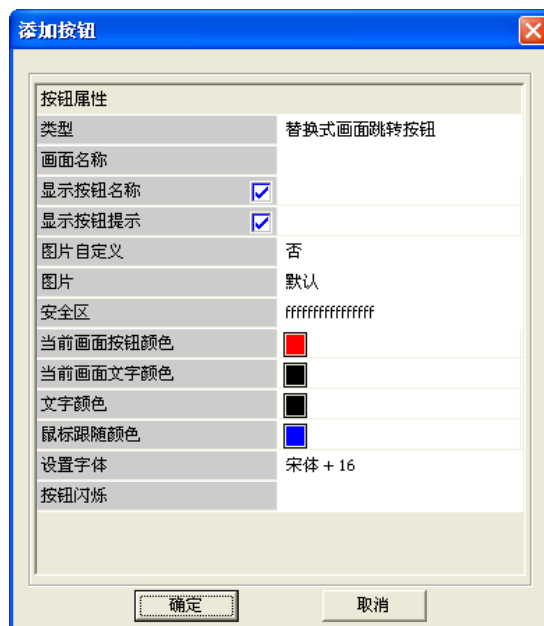 添加按钮
按钮属性
类型 替换式画面跳转按钮
画面名称
显示按钮名称
显示按钮提示
图片自定义 否
图片 默认
安全区 ffffffffffffffff
当前画面按钮颜色
当前画面文字颜色
文字颜色
鼠标跟随颜色
设置字体 宋体 + 16
按钮闪烁
确定 取消